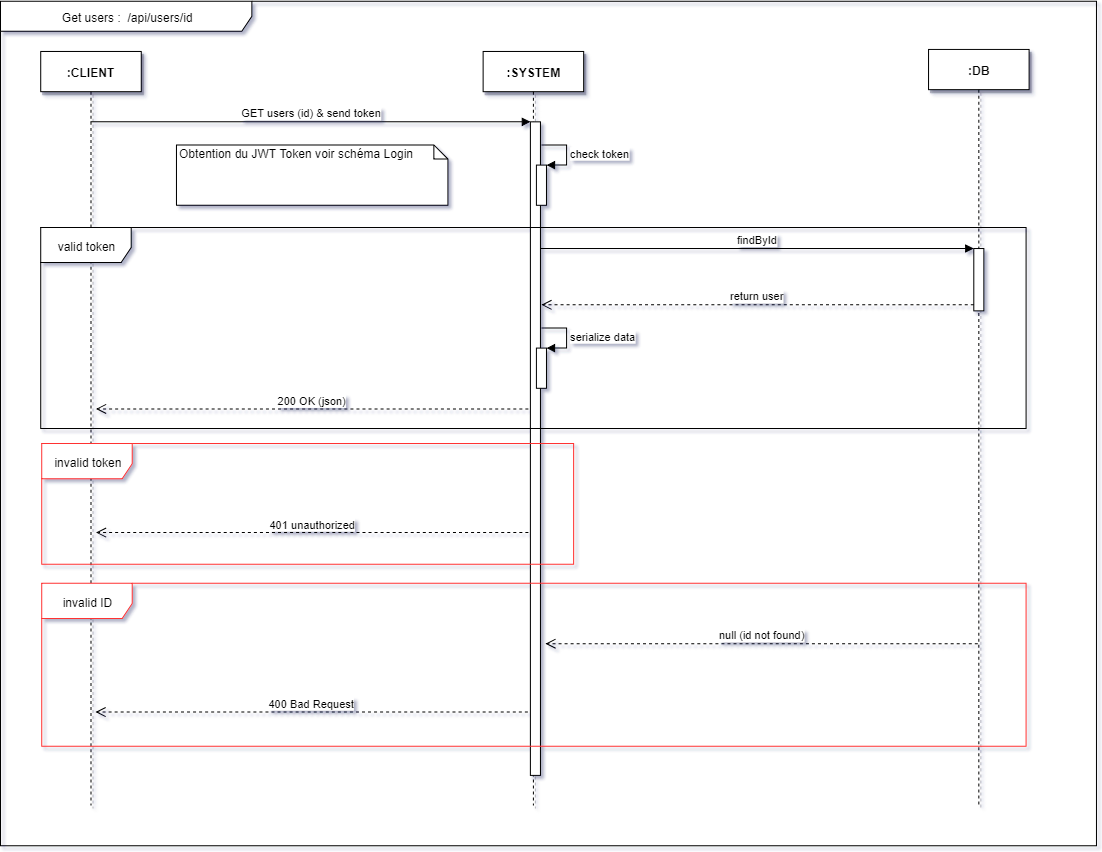 Get users :  /api/users/id
:CLIENT
:SYSTEM
:DB
GET users (id) & send token
Obtention du JWT Token voir schéma Login
check token
valid token
findById
return user
serialize data
200 OK (json)
invalid token
401 unauthorized
invalid ID
null (id not found)
400 Bad Request